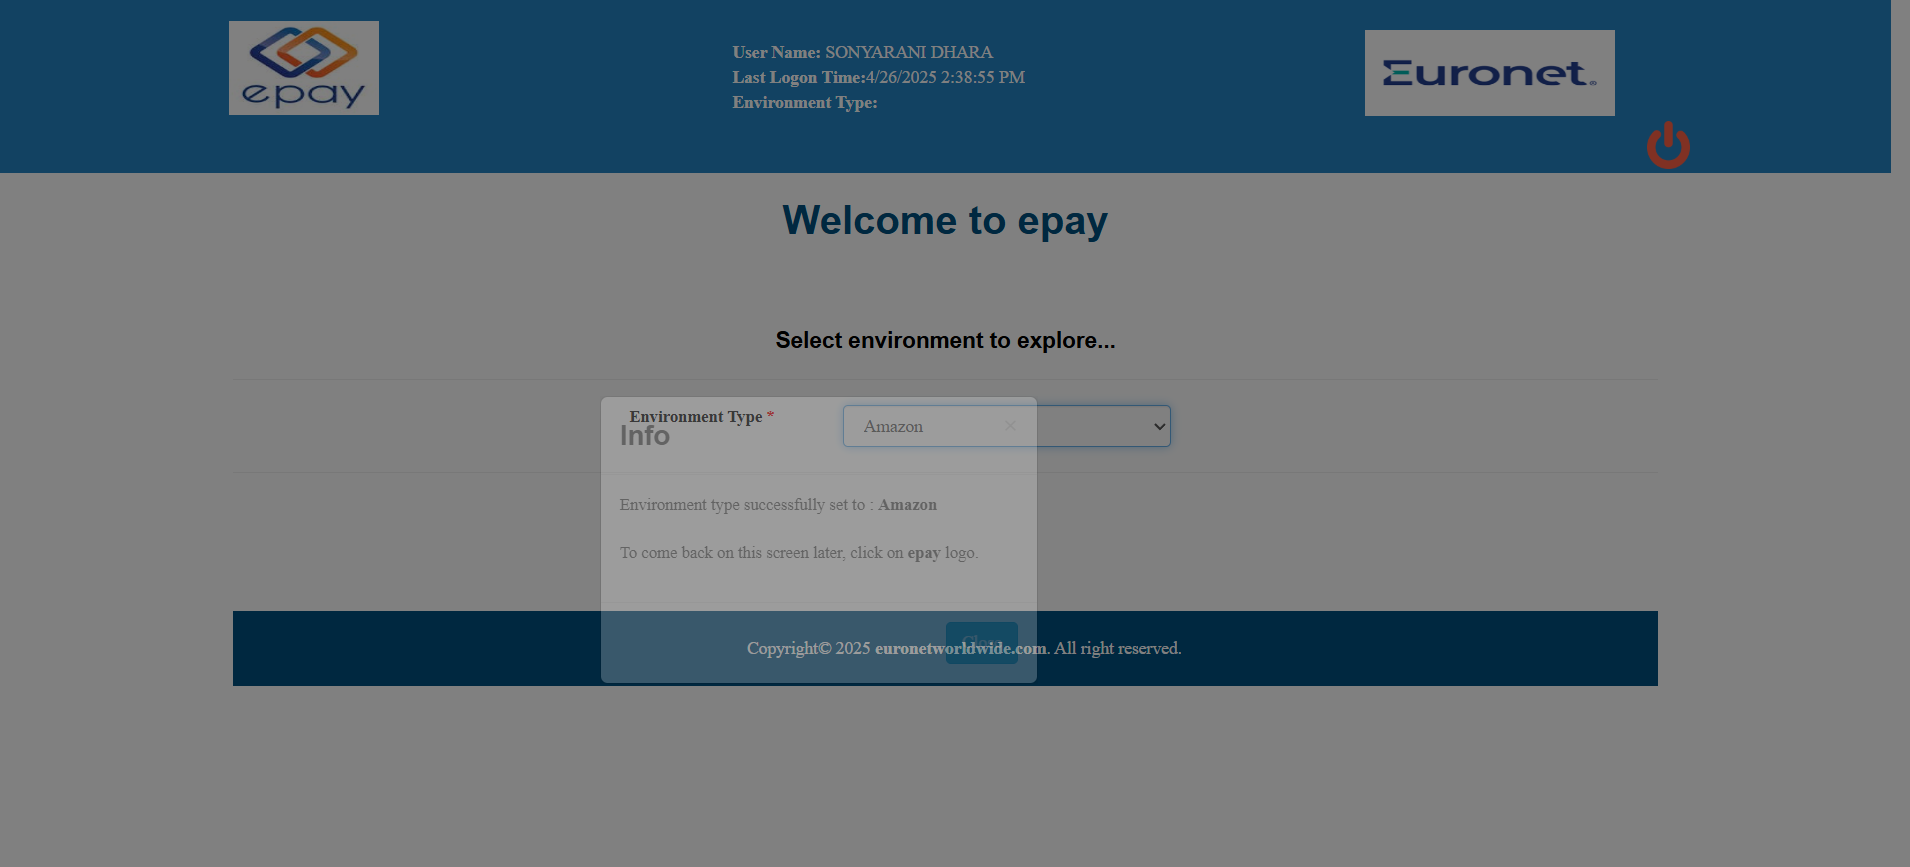 epay
User Name: SONYARANI DHARA
Last Logon Time:4/26/2025 2:38:55 PM
Environment Type:
Euronet
Welcome to epay
Select environment to explore...
Environment Type *
Amazon
×
Info
Environment type successfully set to : Amazon
To come back on this screen later, click on epay logo.
Close
Copyright© 2025 euronetworldwide.com. All right reserved.